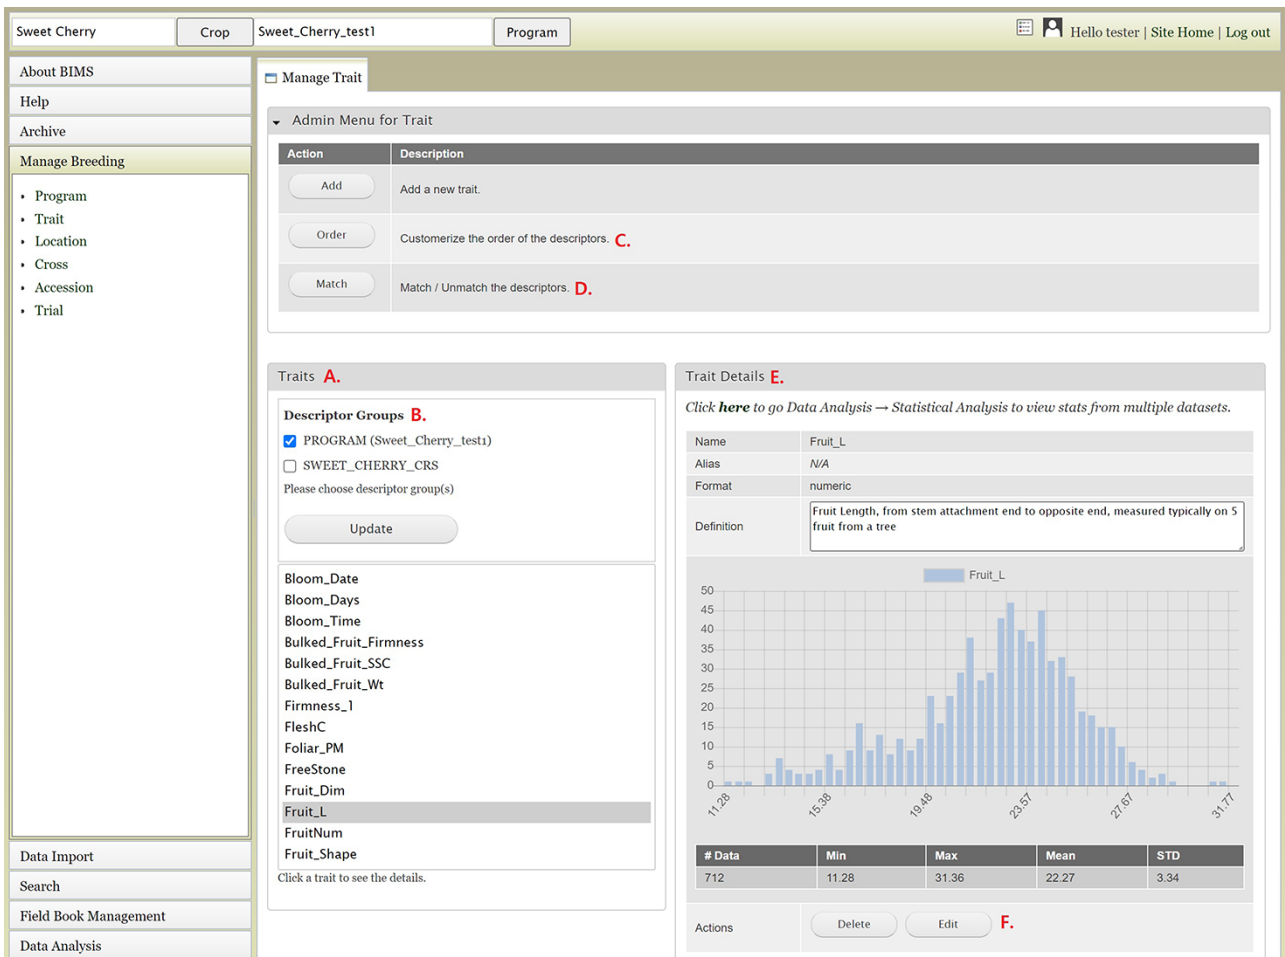 Sweet Cherry Crop Sweet_Cherry_test1 Program Hello tester | Site Home | Log out
About BIMS
Help
Archive
Manage Breeding
Program
Trait
Location
Cross
Accession
Trial
Data Import
Search
Field Book Management
Data Analysis
Manage Trait
Admin Menu for Trait
Action Description
Add Add a new trait.
Order Customerize the order of the descriptors. C.
Match Match / Unmatch the descriptors. D.
Traits A.
Descriptor Groups B.
PROGRAM (Sweet_Cherry_test1)
SWEET_CHERRY_CRS
Please choose descriptor group(s)
Update
Bloom_Date
Bloom_Days
Bloom_Time
Bulked_Fruit_Firmness
Bulked_Fruit_SSC
Bulked_Fruit_Wt
Firmness_1
FleshC
Foliar_PM
FreeStone
Fruit_Dim
Fruit_L
FruitNum
Fruit_Shape
Click a trait to see the details.
Trait Details E.
Click here to go Data Analysis → Statistical Analysis to view stats from multiple datasets.
Name Fruit_L
Alias N/A
Format numeric
Definition
Fruit Length, from stem attachment end to opposite end, measured typically on 5
fruit from a tree
Fruit_L
50
45
40
35
30
25
20
15
10
5
0
11.28 15.38 19.48 23.57 27.67 31.77
# Data Min Max Mean STD
712 11.28 31.36 22.27 3.34
Actions Delete Edit F.